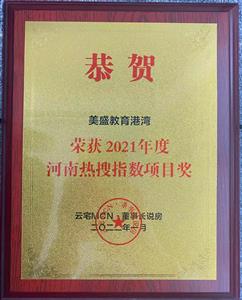 恭贺
美盛教育港湾
荣获2021年度
河南热搜指数项目奖
云宅MCN·董事长说房
二〇二二年一月